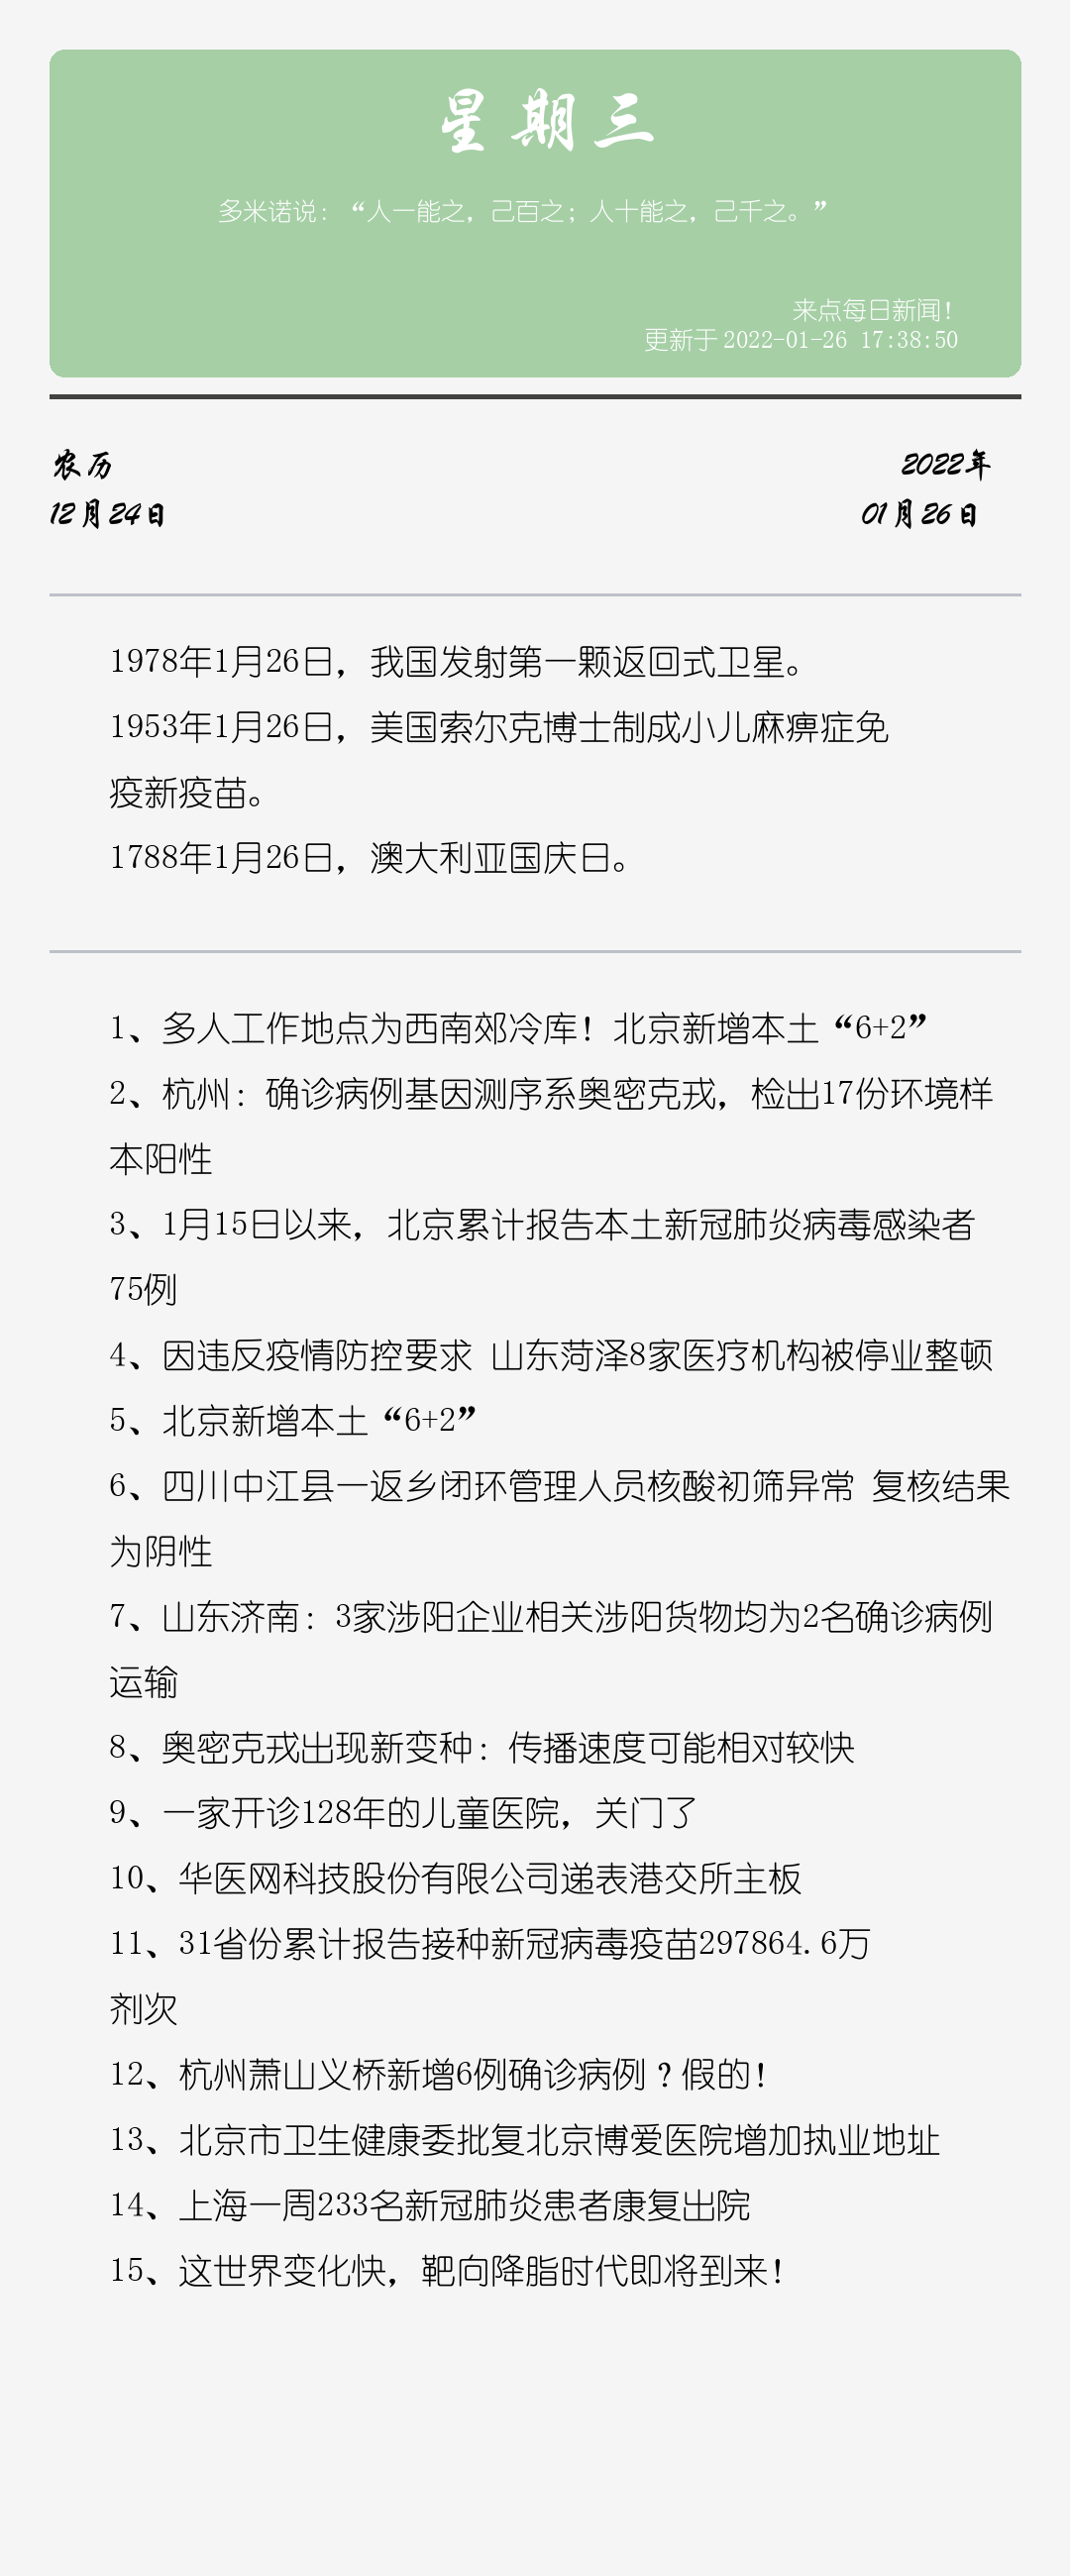 星期三
多米诺说：“人一能之，己百之；人十能之，己千之。”
来点每日新闻！
更新于 2022-01-26 17:38:50
农历
2022年
12月24日
01月26日
1978年1月26日，我国发射第一颗返回式卫星。
1953年1月26日，美国索尔克博士制成小儿麻痹症免
疫新疫苗。
1788年1月26日，澳大利亚国庆日。
1、多人工作地点为西南郊冷库！北京新增本土“6+2”
2、杭州：确诊病例基因测序系奥密克戎，检出17份环境样
本阳性
3、1月15日以来，北京累计报告本土新冠肺炎病毒感染者
75例
4、因违反疫情防控要求 山东菏泽8家医疗机构被停业整顿
5、北京新增本土“6+2”
6、四川中江县一返乡闭环管理人员核酸初筛异常 复核结果
为阴性
7、山东济南：3家涉阳企业相关涉阳货物均为2名确诊病例
运输
8、奥密克戎出现新变种：传播速度可能相对较快
9、一家开诊128年的儿童医院，关门了
10、华医网科技股份有限公司递表港交所主板
11、31省份累计报告接种新冠病毒疫苗297864.6万
剂次
12、杭州萧山义桥新增6例确诊病例？假的！
13、北京市卫生健康委批复北京博爱医院增加执业地址
14、上海一周233名新冠肺炎患者康复出院
15、这世界变化快，靶向降脂时代即将到来！